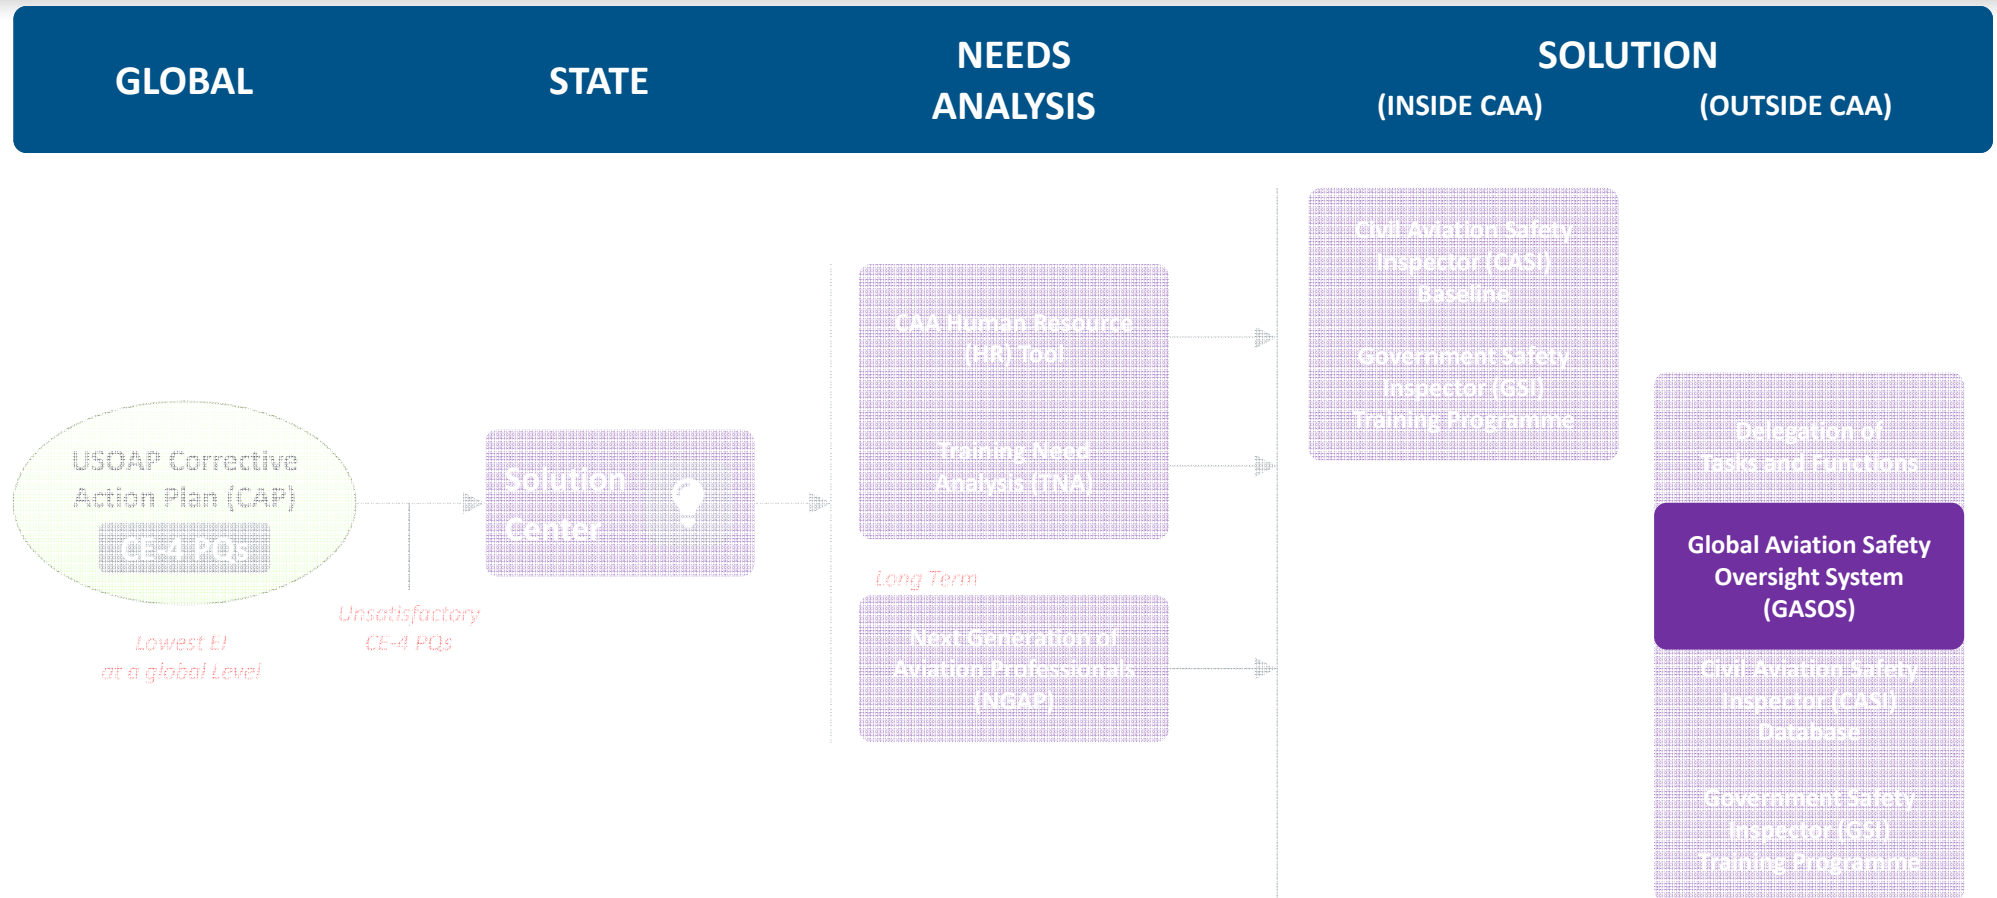 GLOBAL
STATE
NEEDS
ANALYSIS
SOLUTION
(INSIDE CAA)
(OUTSIDE CAA)
USOAP Corrective
Action Plan (CAP)
CE-4 PQs
Lowest EI
at a global Level
Unsatisfactory
CE-4 PQs
Solution
Center
CAA Human Resource
(HR) Tool
Training Need
Analysis (TNA)
Long Term
Next Generation of
Aviation Professionals
(NGAP)
Civil Aviation Safety
Inspector (CASI)
Baseline
Government Safety
Inspector (GSI)
Training Programme
Delegation of
Tasks and Functions
Global Aviation Safety
Oversight System
(GASOS)
Civil Aviation Safety
Inspector (CASI)
Database
Government Safety
Inspector (GSI)
Training Programme